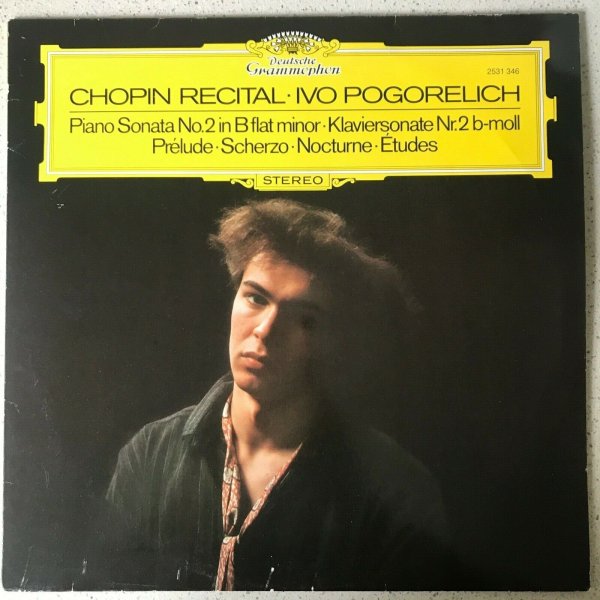 Deutsche
Grammophon
2531 346
CHOPIN RECITAL · IVO POGORELICH
Piano Sonata No.2 in B flat minor · Klaviersonate Nr.2 b-moll
Prélude · Scherzo · Nocturne · Études
STEREO